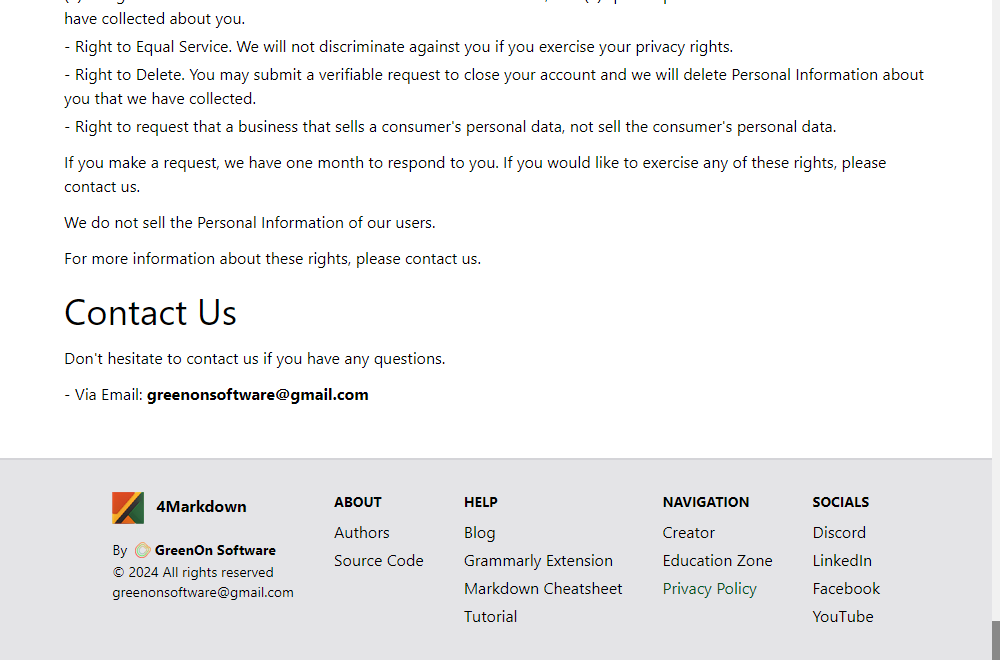 have collected about you.
- Right to Equal Service. We will not discriminate against you if you exercise your privacy rights.
- Right to Delete. You may submit a verifiable request to close your account and we will delete Personal Information about
you that we have collected.
- Right to request that a business that sells a consumer's personal data, not sell the consumer's personal data.
If you make a request, we have one month to respond to you. If you would like to exercise any of these rights, please
contact us.
We do not sell the Personal Information of our users.
For more information about these rights, please contact us.
Contact Us
Don't hesitate to contact us if you have any questions.
- Via Email: greenonsoftware@gmail.com
4Markdown
By GreenOn Software
© 2024 All rights reserved
greenonsoftware@gmail.com
ABOUT
Authors
Source Code
HELP
Blog
Grammarly Extension
Markdown Cheatsheet
Tutorial
NAVIGATION
Creator
Education Zone
Privacy Policy
SOCIALS
Discord
LinkedIn
Facebook
YouTube